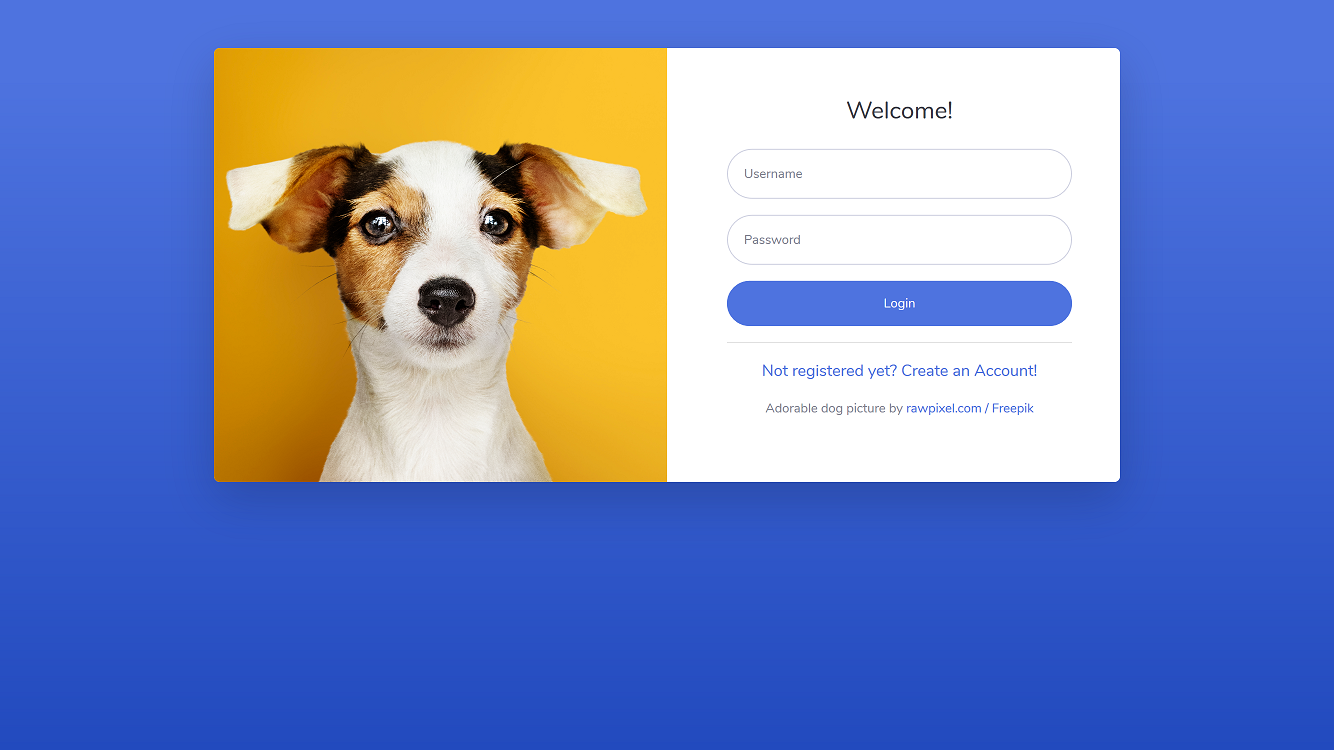 Welcome!
Username
Password
Login
Not registered yet? Create an Account!
Adorable dog picture by rawpixel.com / Freepik